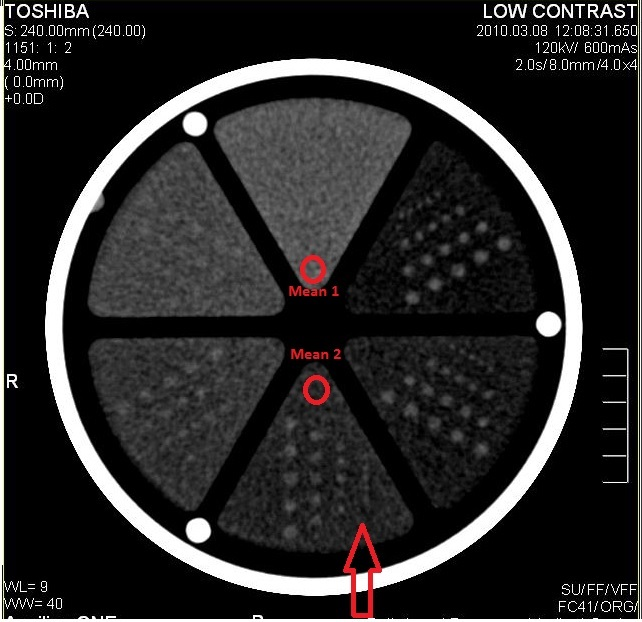 TOSHIBA
S: 240.00mm (240.00)
1151: 1: 2
4.00mm
( 0.0mm)
+0.0D
LOW CONTRAST
2010.03.08 12:08:31.650
120kV/ 600mAs
2.0s/8.0mm/4.0x4
Mean 1
Mean 2
R
WL= 9
WW= 40
SU/FF/VFF
FC41/ORG/